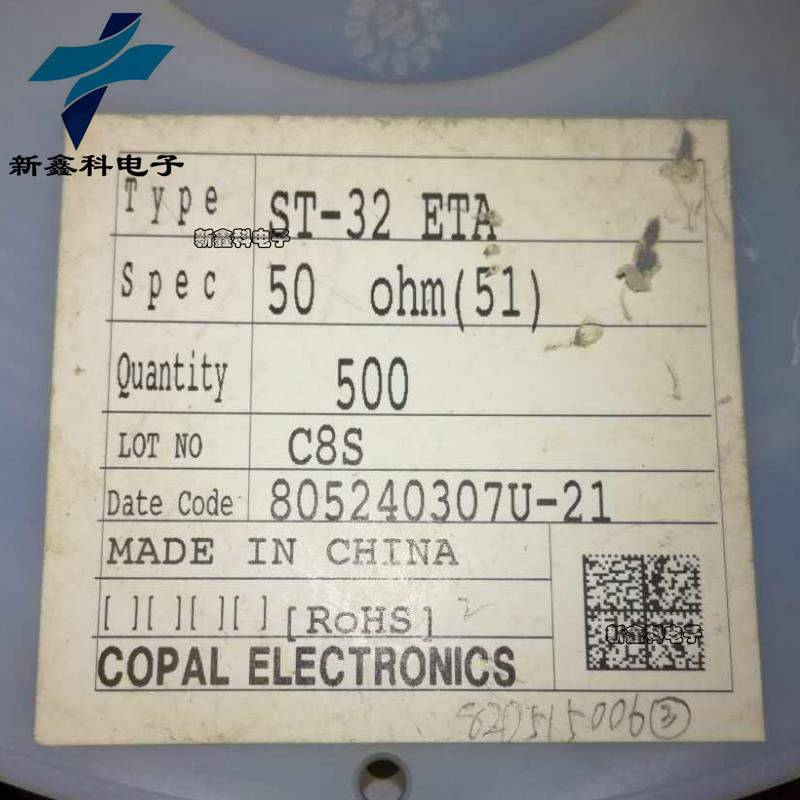 新鑫科电子
Type ST-32 ETA
新鑫科电子
Spec 50 ohm(51)
Quantity 500
LOT NO C8S
Date Code 805240307U-21
MADE IN CHINA
[ ][ ][ ][ ] [RoHS] 2
新鑫科电子
COPAL ELECTRONICS